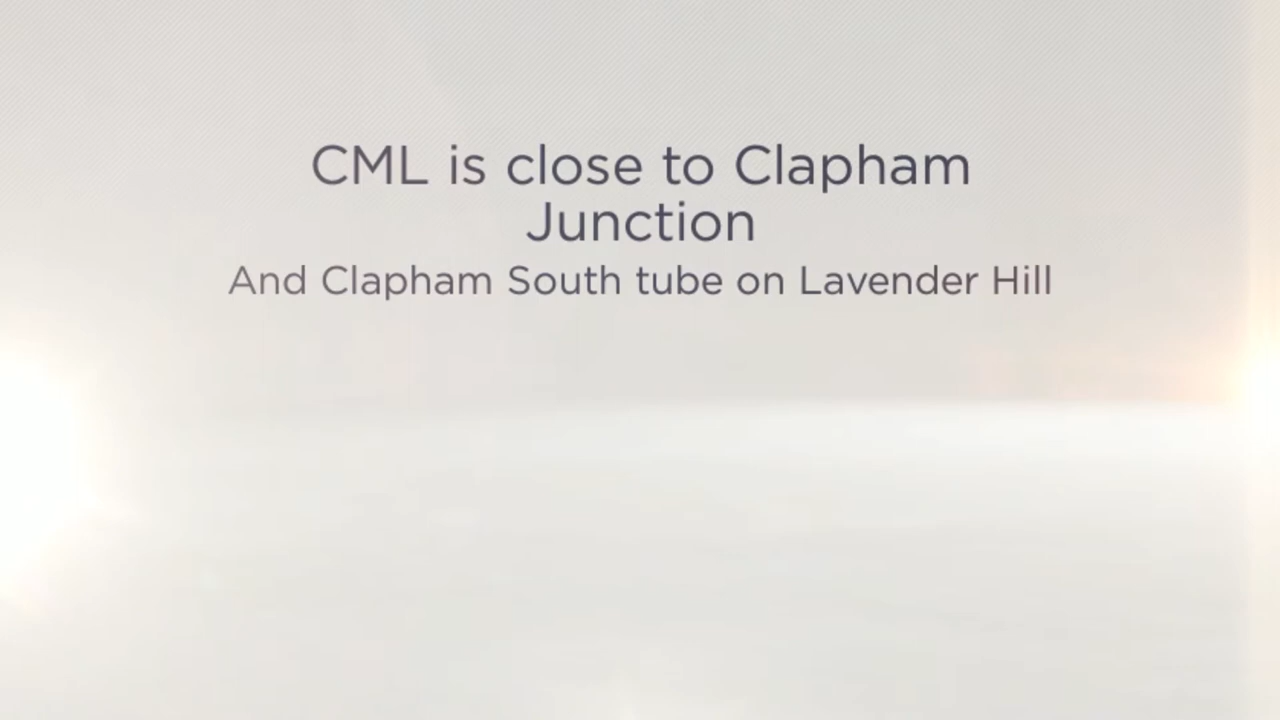 CML is close to Clapham
Junction
And Clapham South tube on Lavender Hill